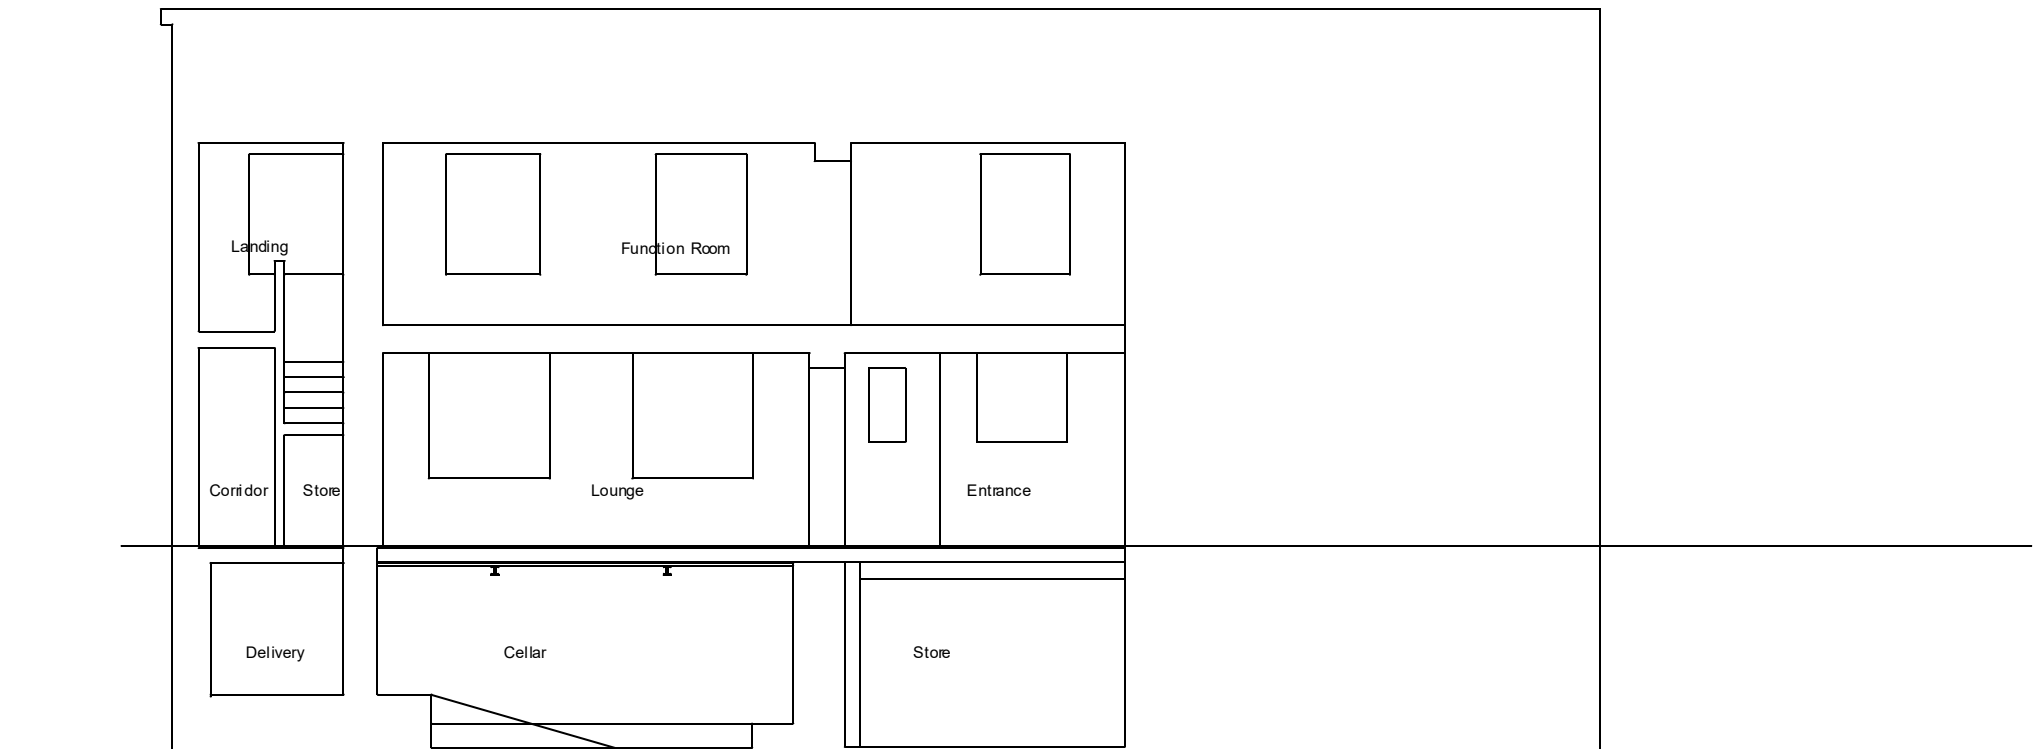 Landing
Function Room
Corridor
Store
Lounge
Entrance
Delivery
Cellar
Store